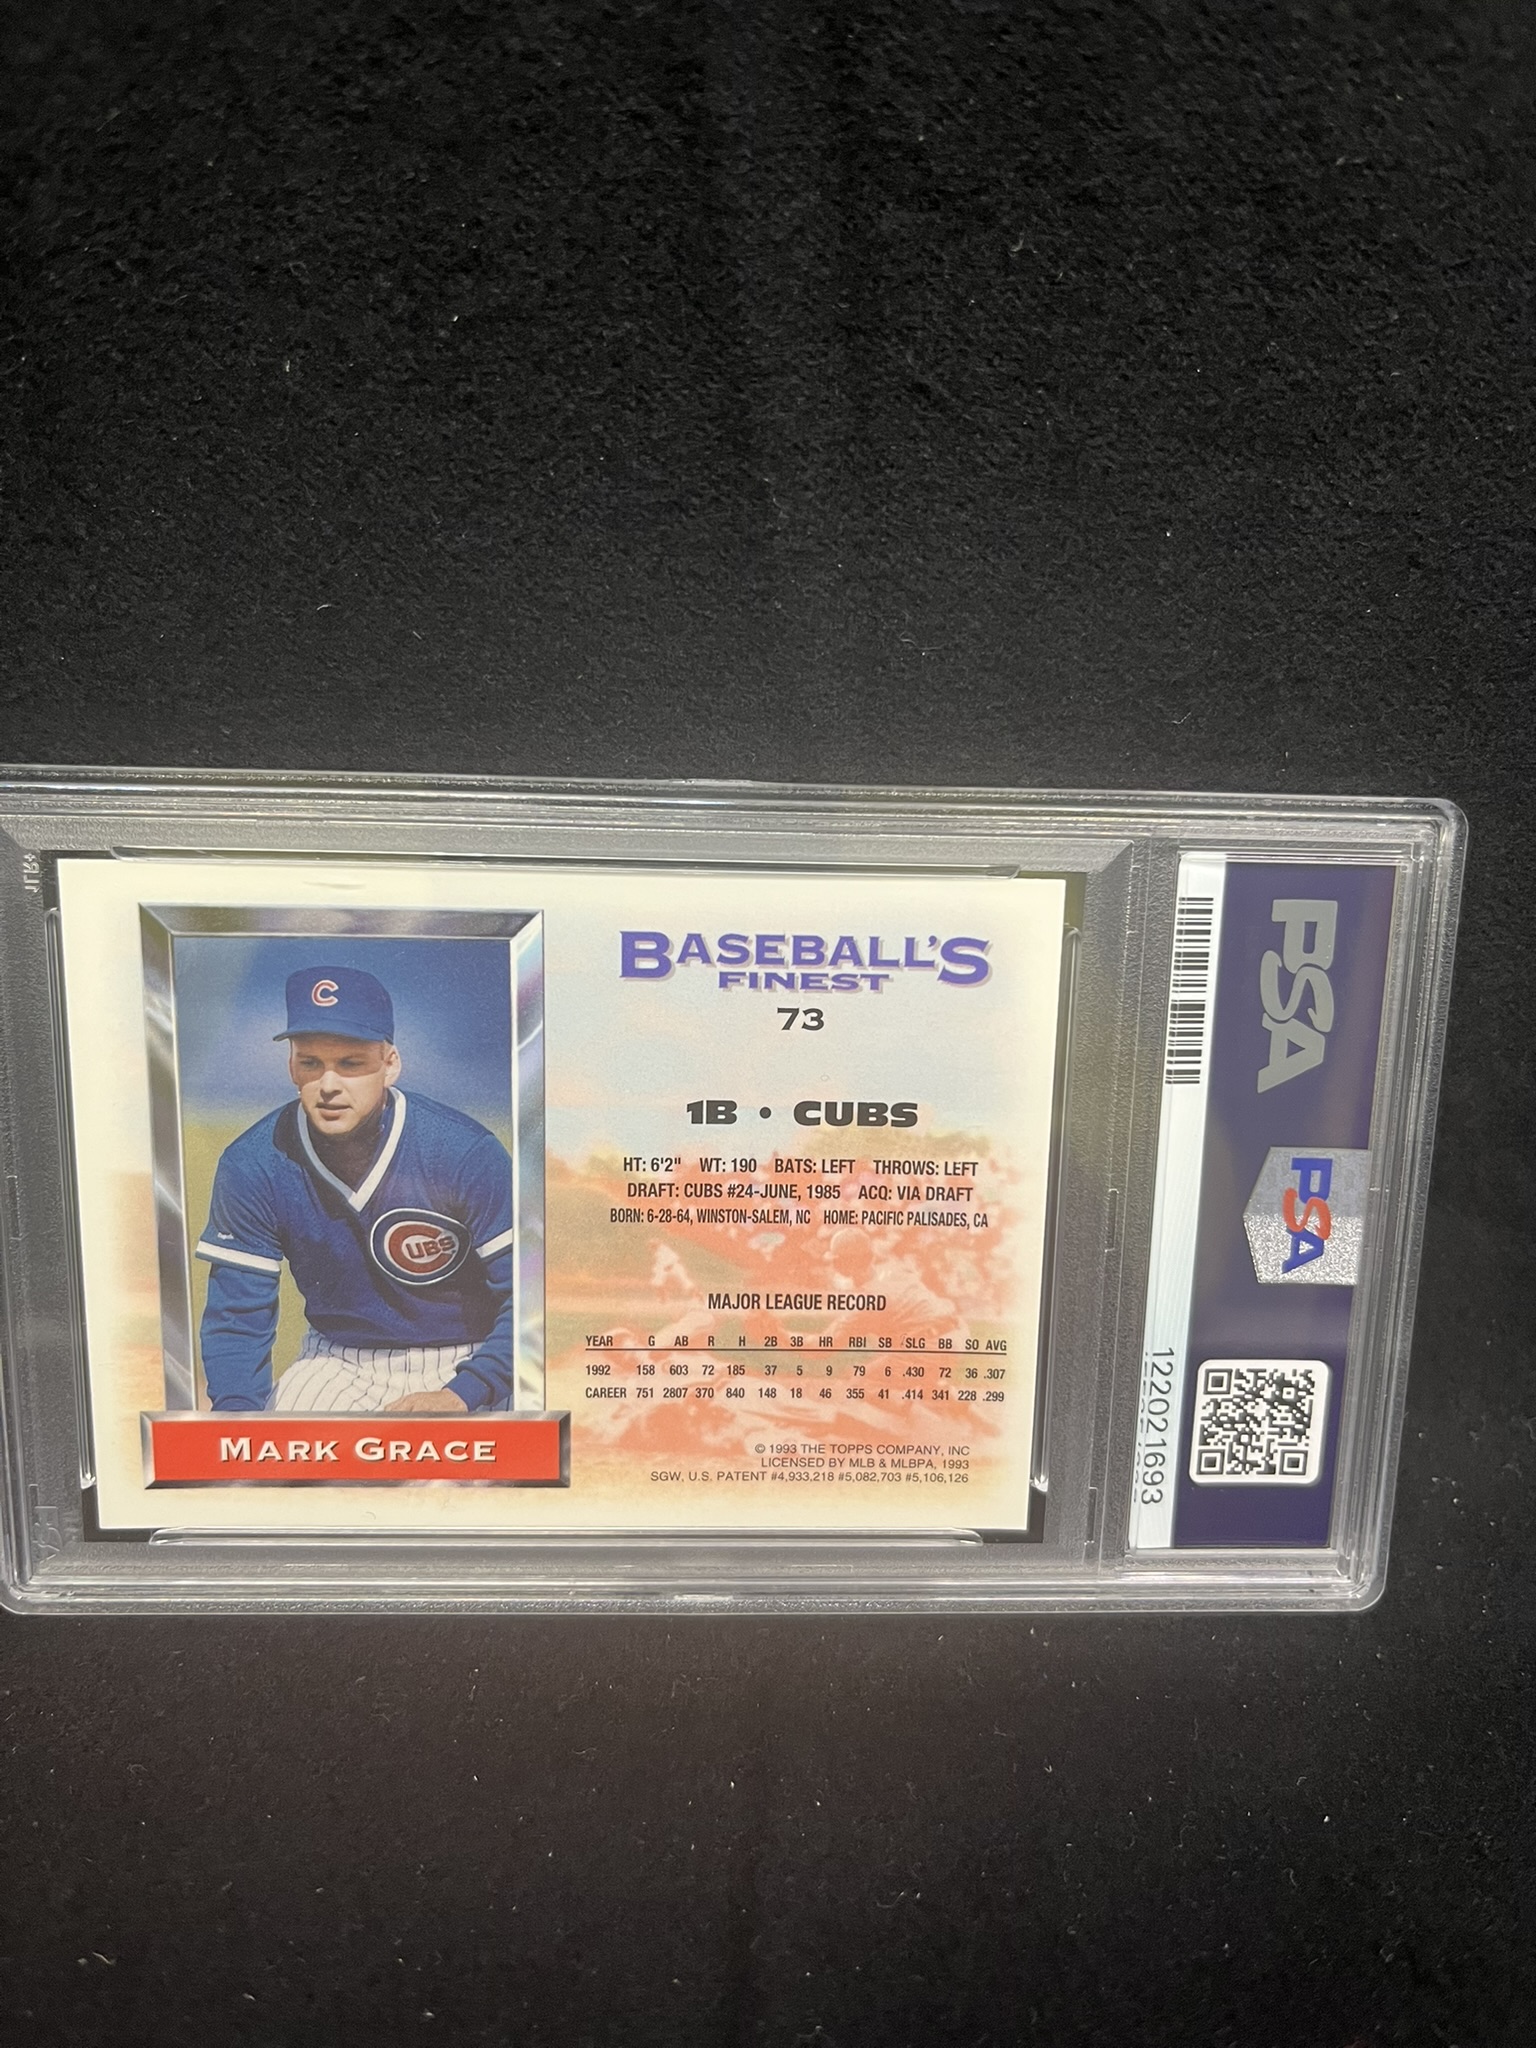 BASEBALL'S
FINEST
73
1B • CUBS
HT: 6'2" WT: 190 BATS: LEFT THROWS: LEFT
DRAFT: CUBS #24-JUNE, 1985 ACQ: VIA DRAFT
BORN: 6-28-64, WINSTON-SALEM, NC HOME: PACIFIC PALISADES, CA
MAJOR LEAGUE RECORD
YEAR G AB R H 2B 3B HR RBI SB SLG BB SO AVG
1992 158 603 72 185 37 5 9 79 6 .430 72 36 .307
CAREER 751 2807 370 840 148 18 46 355 41 .414 341 228 .299
© 1993 THE TOPPS COMPANY, INC
LICENSED BY MLB & MLBPA, 1993
SGW, U.S. PATENT #4,933,218 #5,082,703 #5,106,126
C
CUBS
MARK GRACE
PSA
PSA
122021693
PSA
JLR+